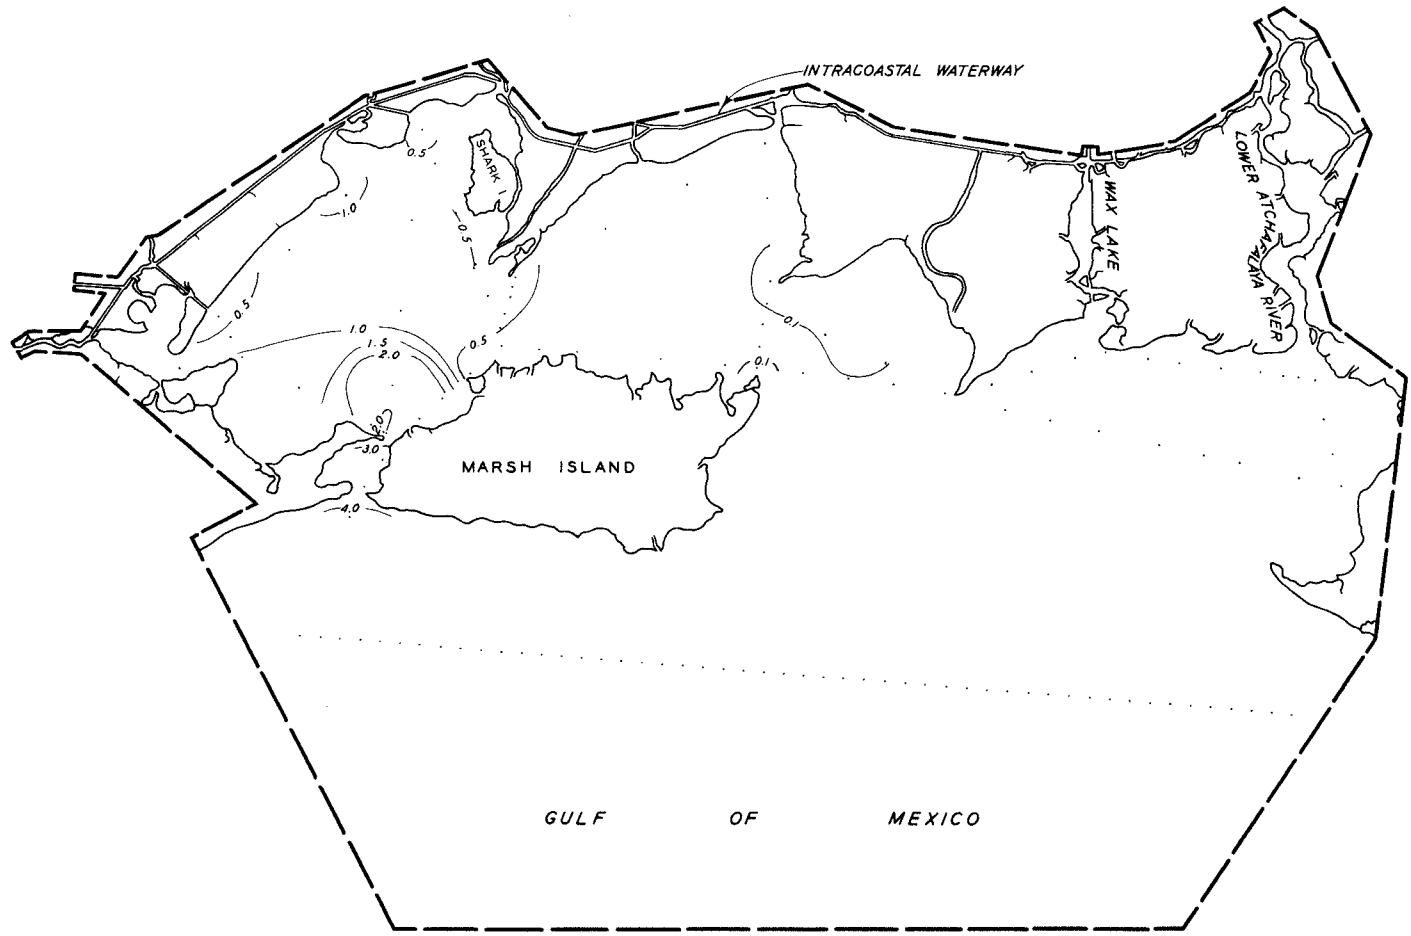 INTRACOASTAL WATERWAY
0.5
SHARK I
LOWER ATCHAFALAYA RIVER
WAX LAKE
1.0
0.5
0.5
0.1
1.0
1.5
2.0
0.5
0.1
2.0
3.0
MARSH ISLAND
4.0
GULF OF MEXICO